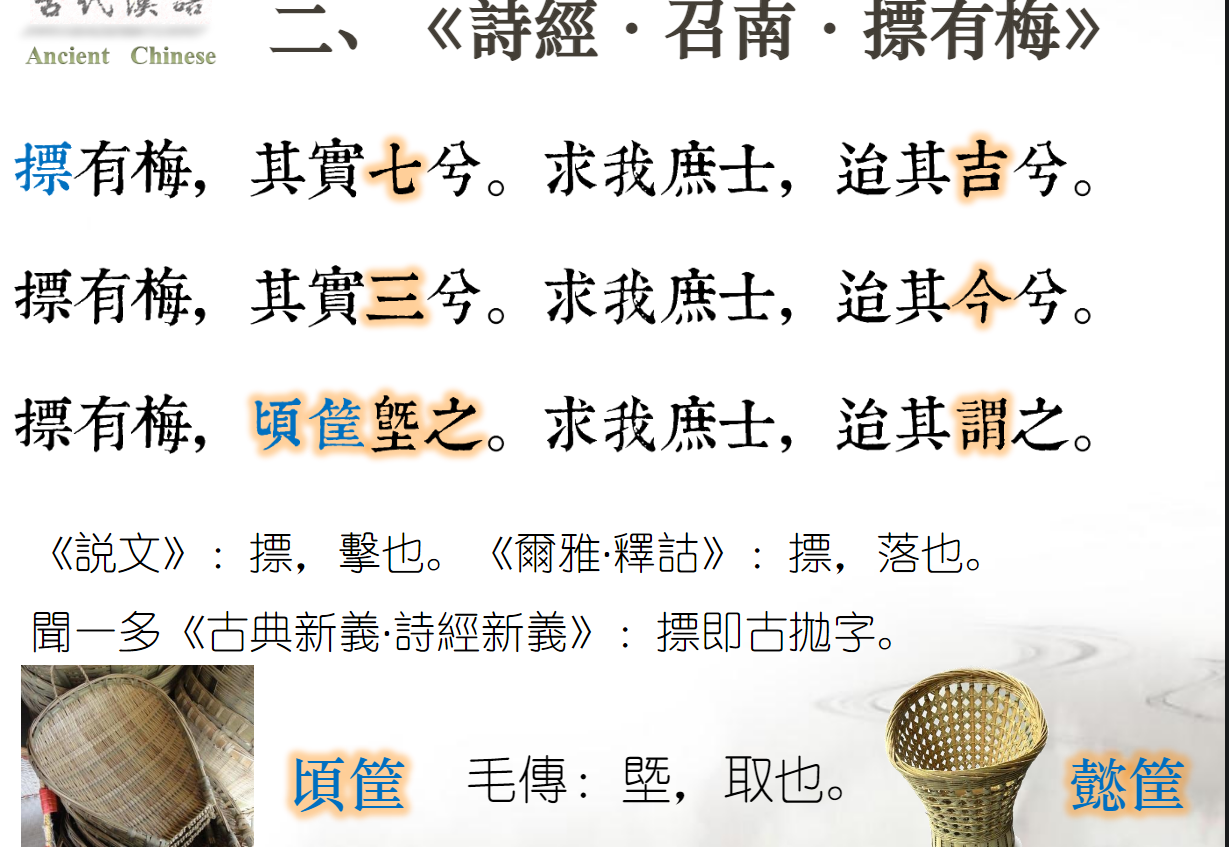 古代漢語
Ancient Chinese
二、《詩經·召南·摽有梅》
摽有梅，其實七兮。求我庶士，迨其吉兮。
摽有梅，其實三兮。求我庶士，迨其今兮。
摽有梅，頃筐塈之。求我庶士，迨其謂之。
《説文》：摽，擊也。《爾雅·釋詁》：摽，落也。
聞一多《古典新義·詩經新義》：摽即古拋字。
頃筐
毛傳：塈，取也。
懿筐